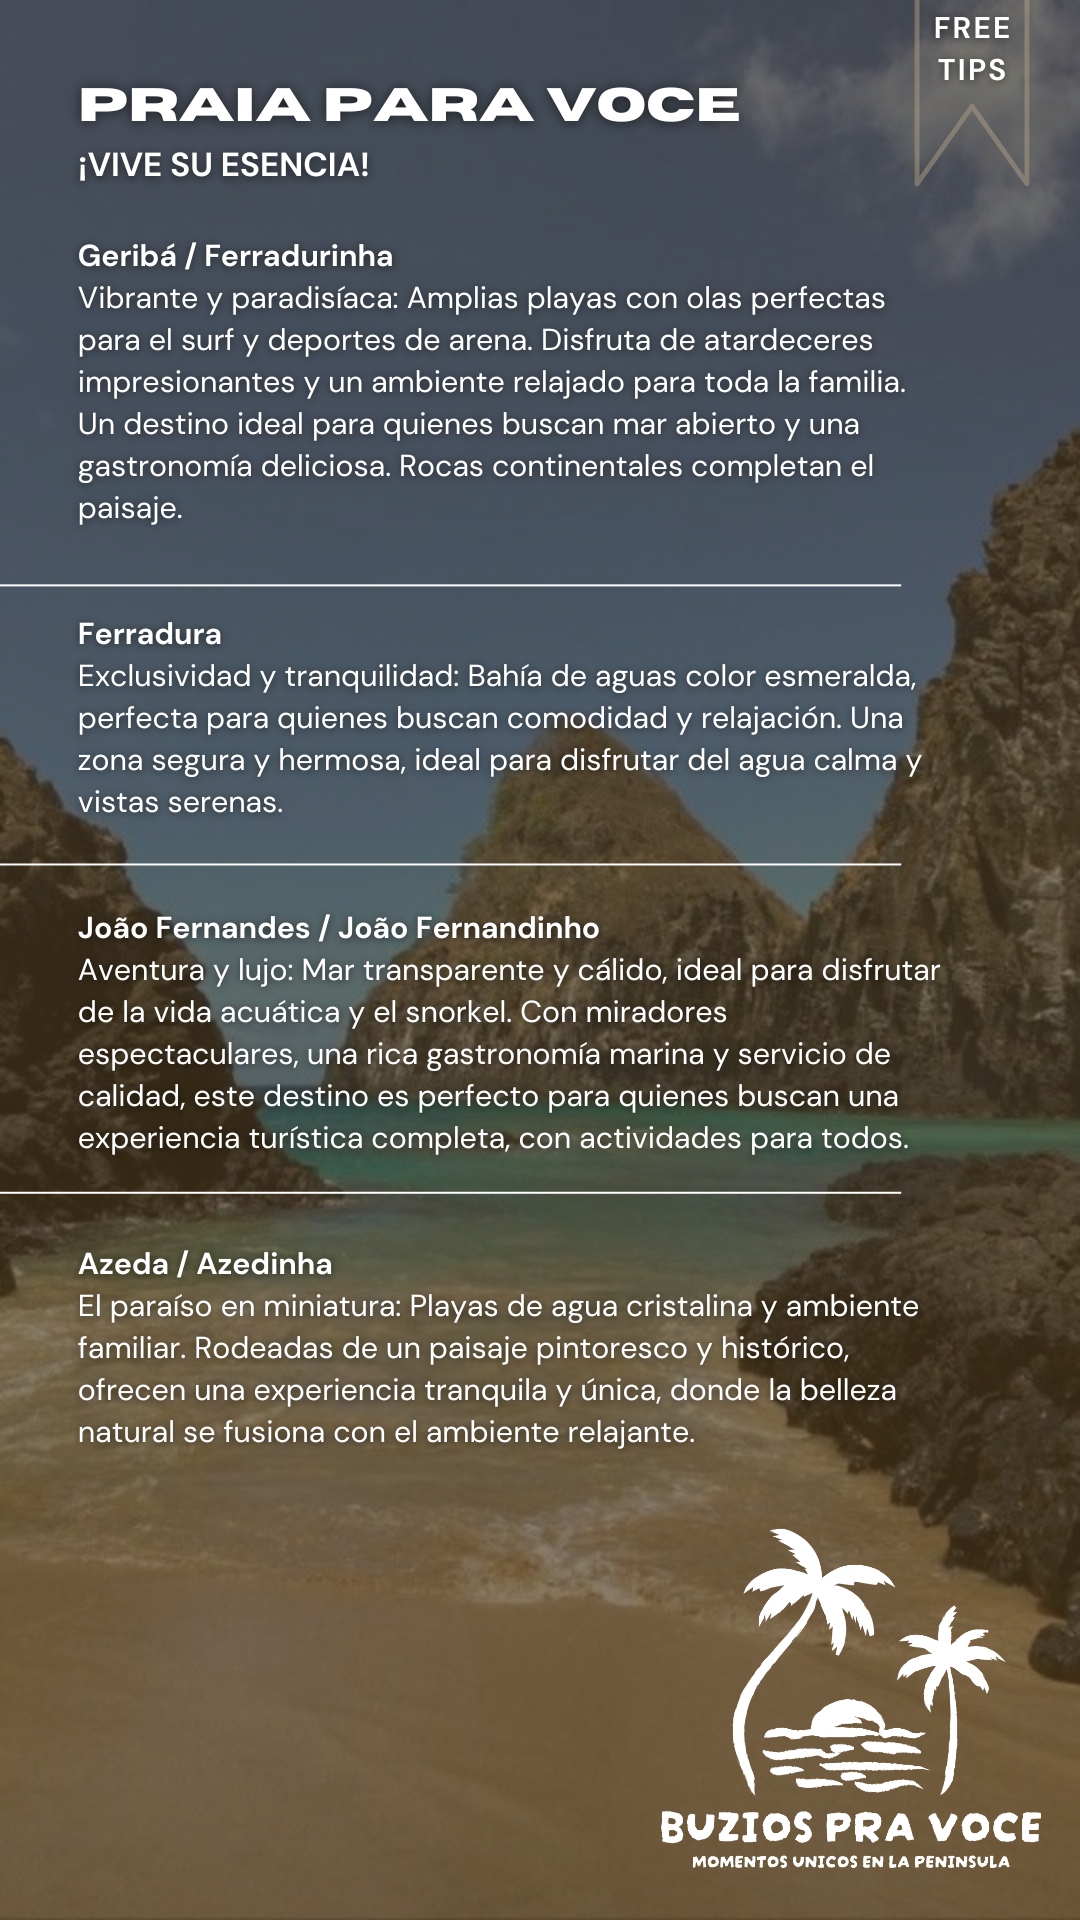 FREE
TIPS
PRAIA PARA VOCE
¡VIVE SU ESENCIA!
Geribá / Ferradurinha
Vibrante y paradisíaca: Amplias playas con olas perfectas
para el surf y deportes de arena. Disfruta de atardeceres
impresionantes y un ambiente relajado para toda la familia.
Un destino ideal para quienes buscan mar abierto y una
gastronomía deliciosa. Rocas continentales completan el
paisaje.
Ferradura
Exclusividad y tranquilidad: Bahía de aguas color esmeralda,
perfecta para quienes buscan comodidad y relajación. Una
zona segura y hermosa, ideal para disfrutar del agua calma y
vistas serenas.
João Fernandes / João Fernandinho
Aventura y lujo: Mar transparente y cálido, ideal para disfrutar
de la vida acuática y el snorkel. Con miradores
espectaculares, una rica gastronomía marina y servicio de
calidad, este destino es perfecto para quienes buscan una
experiencia turística completa, con actividades para todos.
Azeda / Azedinha
El paraíso en miniatura: Playas de agua cristalina y ambiente
familiar. Rodeadas de un paisaje pintoresco y histórico,
ofrecen una experiencia tranquila y única, donde la belleza
natural se fusiona con el ambiente relajante.
BUZIOS PRA VOCE
MOMENTOS UNICOS EN LA PENINSULA